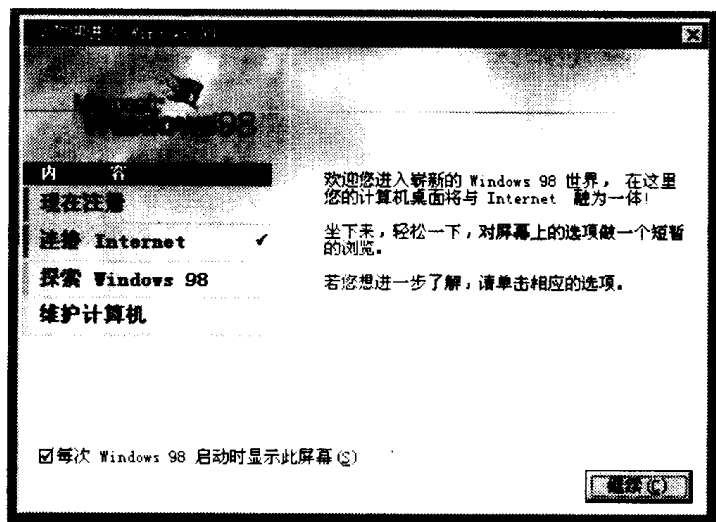 Windows 98
内 容
现在注册
连接 Internet ✓
探索 Windows 98
维护计算机
欢迎您进入崭新的 Windows 98 世界, 在这里
您的计算机桌面将与 Internet 融为一体!
坐下来,轻松一下,对屏幕上的选项做一个短暂
的浏览。
若您想进一步了解,请单击相应的选项。
☑每次 Windows 98 启动时显示此屏幕(S)